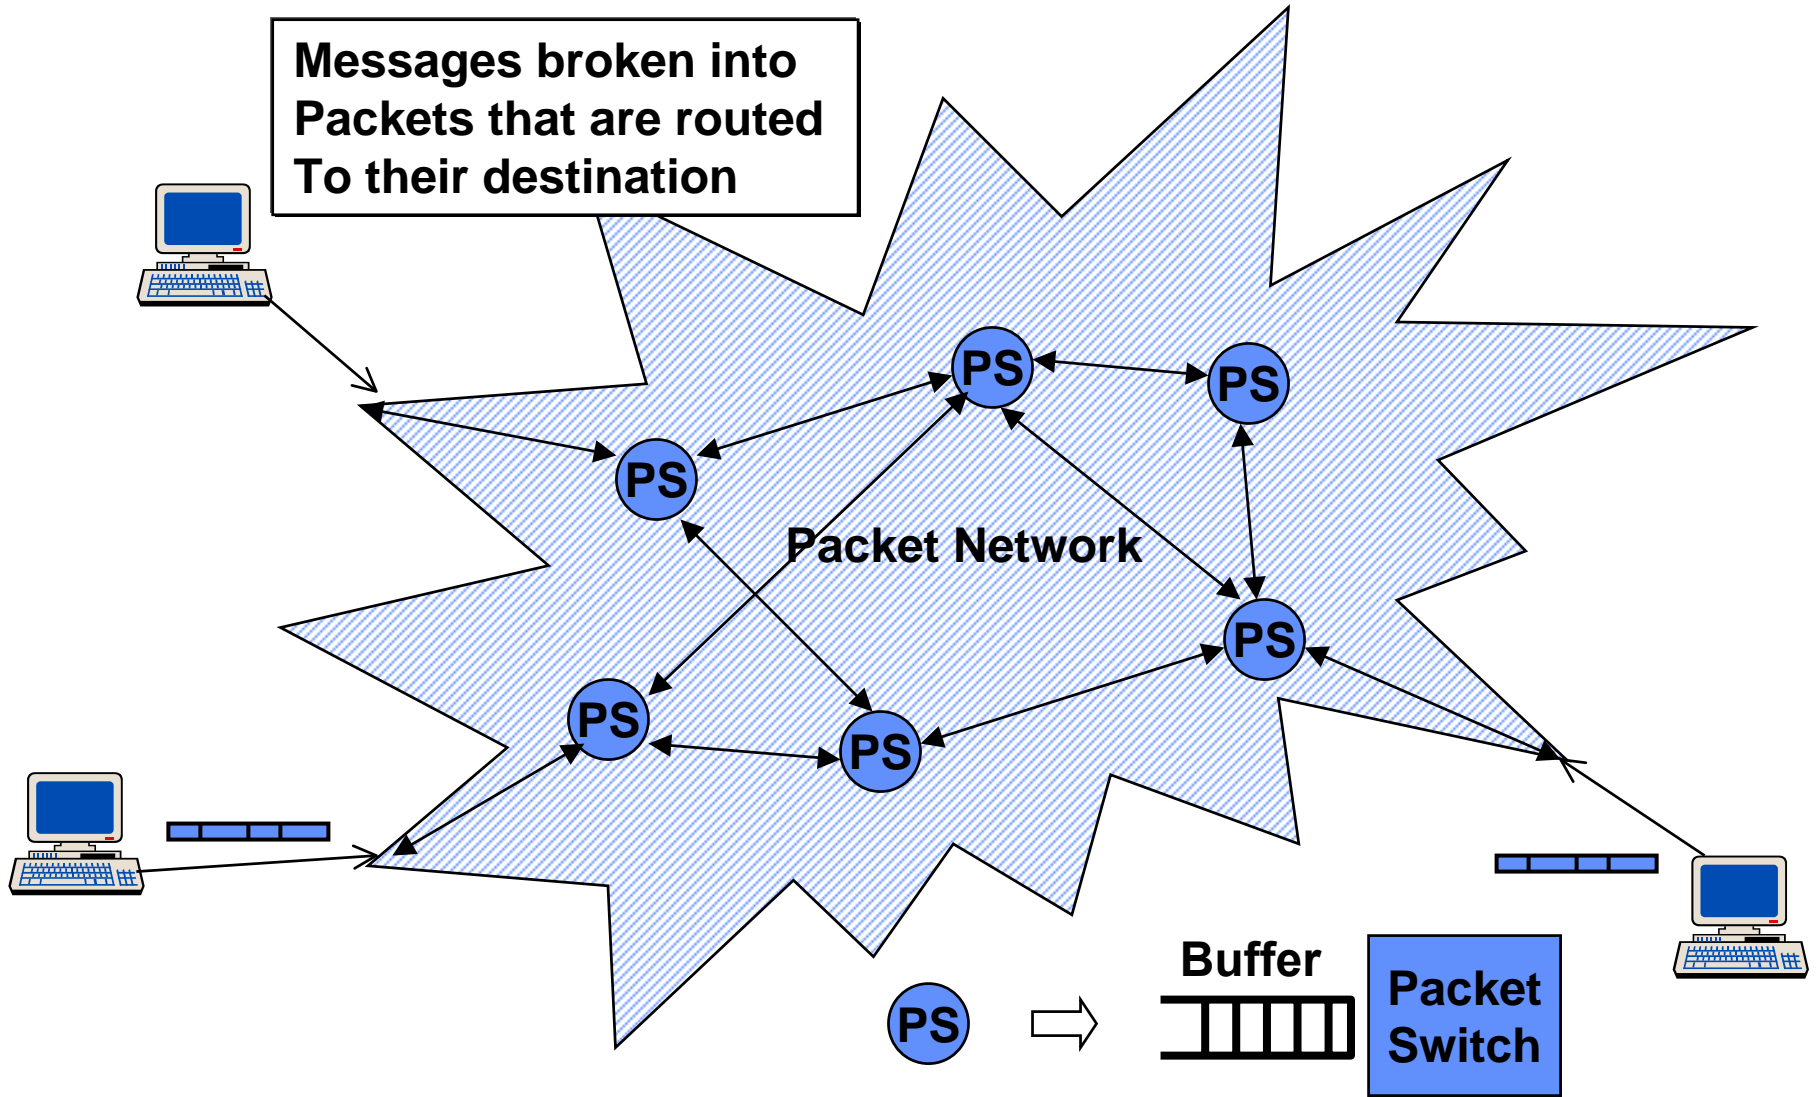 Messages broken into
Packets that are routed
To their destination
PS
PS
PS
Packet Network
PS
PS
PS
Buffer
PS
Packet
Switch